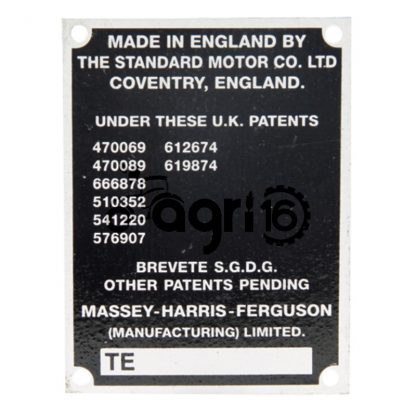 MADE IN ENGLAND BY
THE STANDARD MOTOR CO. LTD
COVENTRY, ENGLAND.
UNDER THESE U.K. PATENTS
470069 612674
470089 619874
666878
510352
541220
576907
agri16
BREVETE S.G.D.G.
OTHER PATENTS PENDING
MASSEY-HARRIS-FERGUSON
(MANUFACTURING) LIMITED.
TE